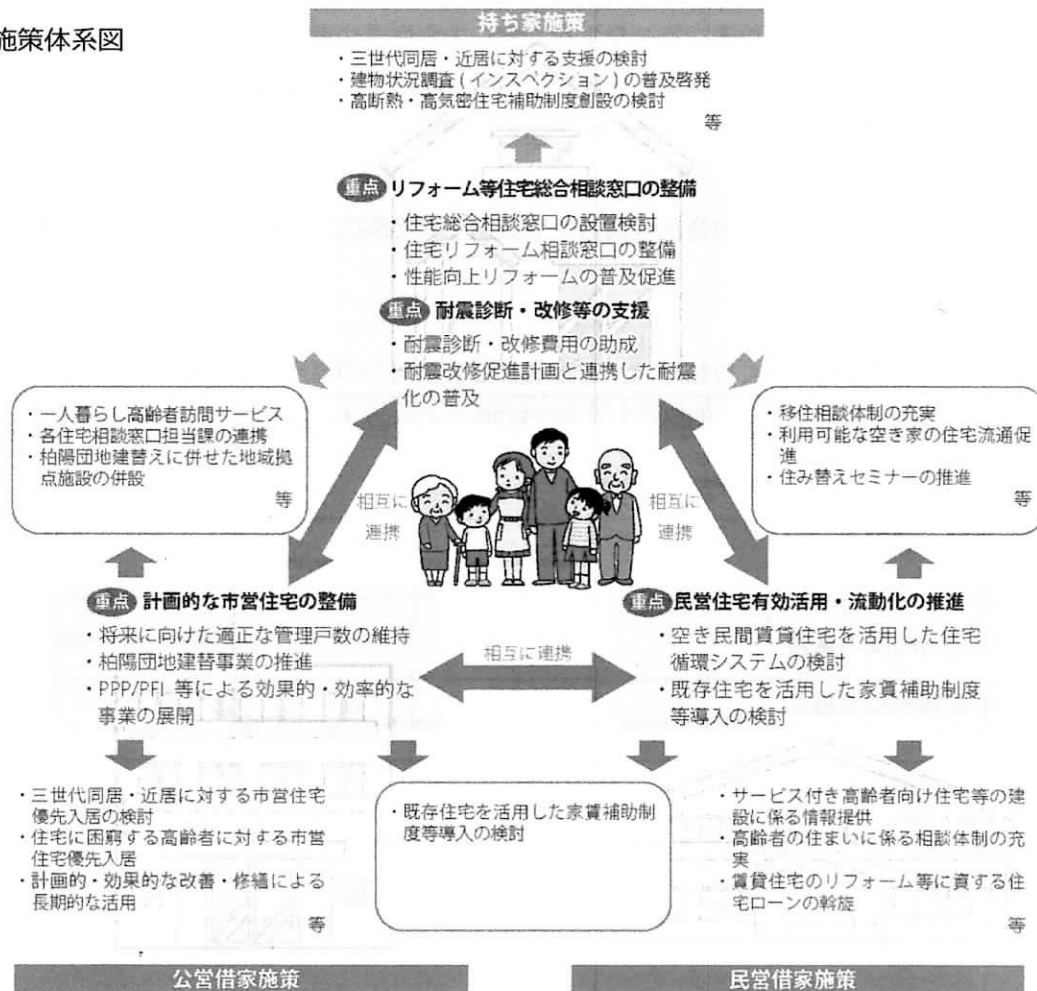 施策体系図
持ち家施策
・三世代同居・近居に対する支援の検討
・建物状況調査(インスペクション)の普及啓発
・高断熱・高気密住宅補助制度創設の検討
等
重点 リフォーム等住宅総合相談窓口の整備
・住宅総合相談窓口の設置検討
・住宅リフォーム相談窓口の整備
・性能向上リフォームの普及促進
重点 耐震診断・改修等の支援
・耐震診断・改修費用の助成
・耐震改修促進計画と連携した耐震
化の普及
・一人暮らし高齢者訪問サービス
・各住宅相談窓口担当課の連携
・柏陽団地建替えに併せた地域拠
点施設の併設
等
・移住相談体制の充実
・利用可能な空き家の住宅流通促
進
・住み替えセミナーの推進
等
相互に
連携
相互に
連携
重点 計画的な市営住宅の整備
・将来に向けた適正な管理戸数の維持
・柏陽団地建替事業の推進
・PPP/PFI 等による効果的・効率的な
事業の展開
相互に連携
重点 民営住宅有効活用・流動化の推進
・空き民間賃貸住宅を活用した住宅
循環システムの検討
・既存住宅を活用した家賃補助制度
等導入の検討
・三世代同居・近居に対する市営住宅
優先入居の検討
・住宅に困窮する高齢者に対する市営
住宅優先入居
・計画的・効果的な改善・修繕による
長期的な活用
等
・既存住宅を活用した家賃補助制
度等導入の検討
・サービス付き高齢者向け住宅等の建
設に係る情報提供
・高齢者の住まいに係る相談体制の充
実
・賃貸住宅のリフォーム等に資する住
宅ローンの斡旋
等
公営借家施策
民営借家施策